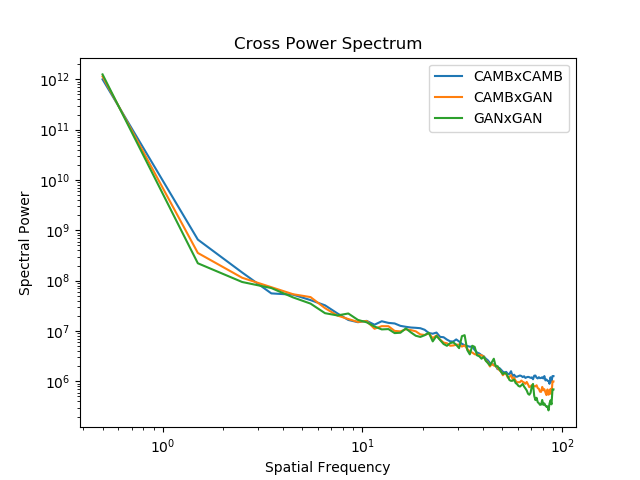 Cross Power Spectrum
CAMBxCAMB
CAMBxGAN
GANxGAN
Spectral Power
10¹²
10¹¹
10¹⁰
10⁹
10⁸
10⁷
10⁶
10⁰
10¹
10²
Spatial Frequency